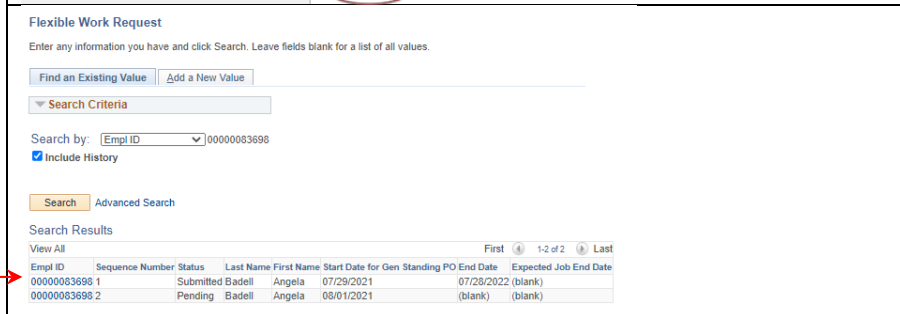 Flexible Work Request
Enter any information you have and click Search. Leave fields blank for a list of all values.
Find an Existing Value Add a New Value
Search Criteria
Search by: Empl ID 00000083698
Include History
Search Advanced Search
Search Results
View All First 1-2 of 2 Last
Empl ID Sequence Number Status Last Name First Name Start Date for Gen Standing PO End Date Expected Job End Date
00000083698 1 Submitted Badell Angela 07/29/2021 07/28/2022 (blank)
00000083698 2 Pending Badell Angela 08/01/2021 (blank) (blank)